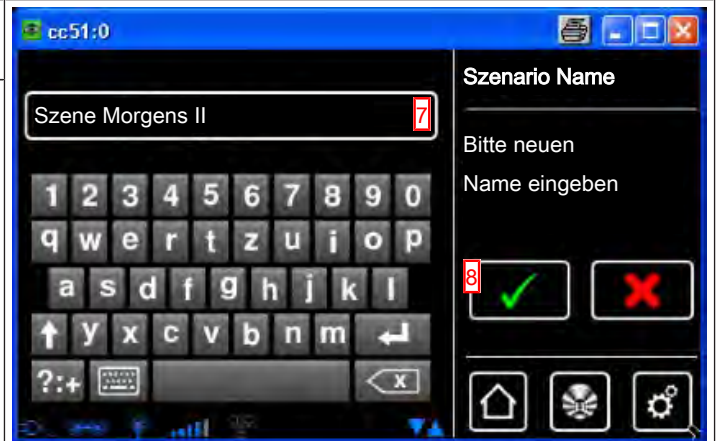 cc51:0
Szene Morgens II 7
1 2 3 4 5 6 7 8 9 0
q w e r t z u i o p
a s d f g h j k l
y x c v b n m
?:+
x
Szenario Name
Bitte neuen
Name eingeben
8